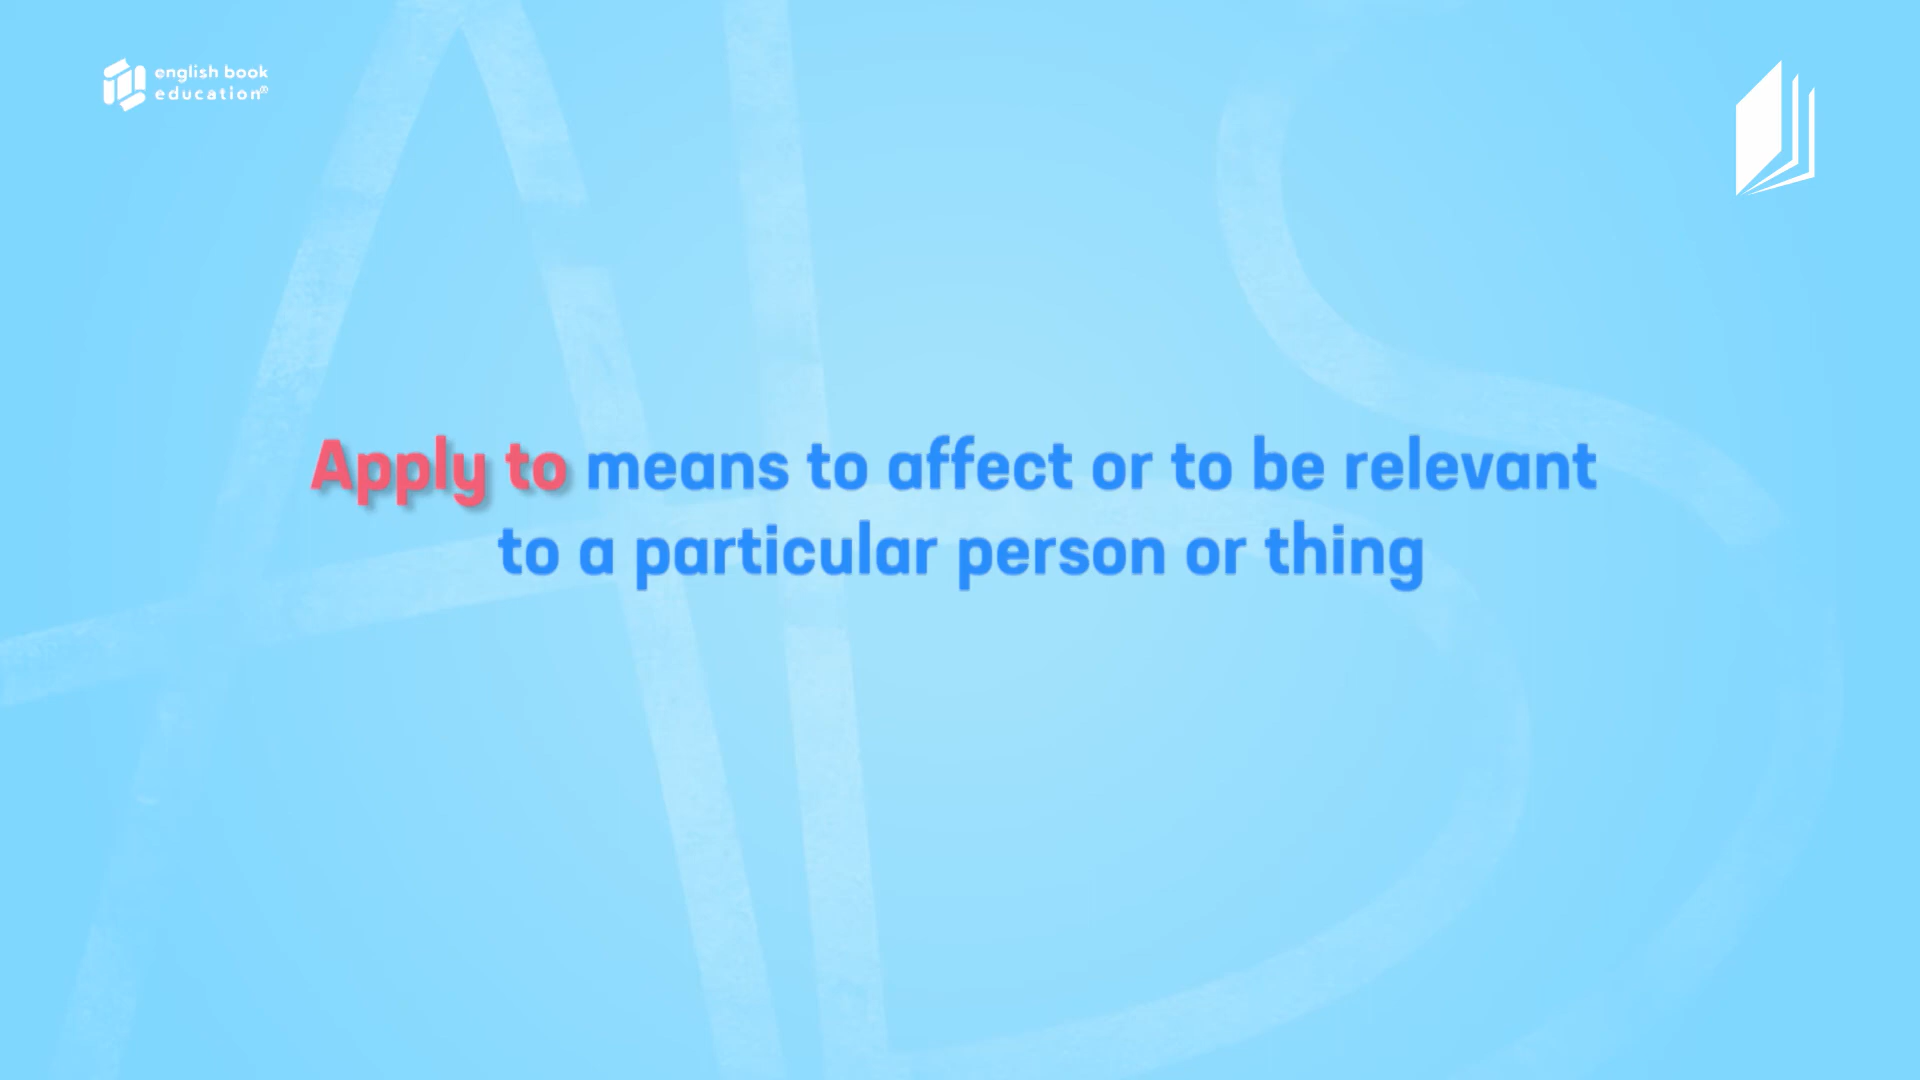 english book
education®
Apply to means to affect or to be relevant
to a particular person or thing